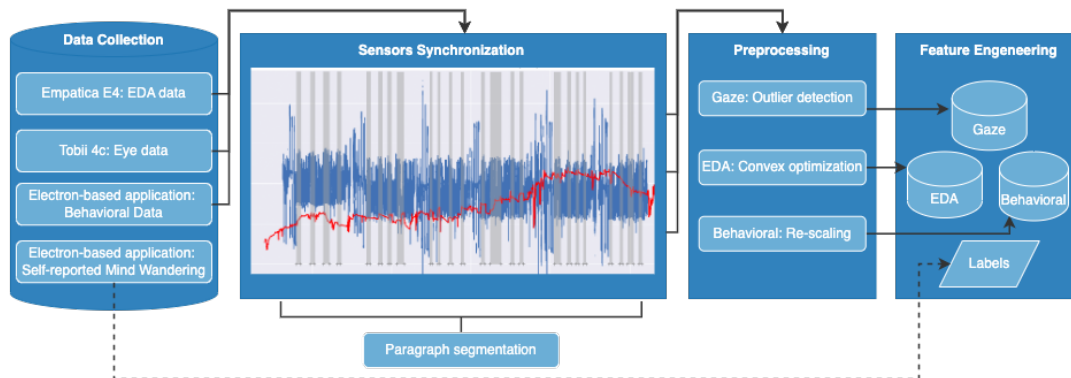 Data Collection
Empatica E4: EDA data
Tobii 4c: Eye data
Electron-based application:
Behavioral Data
Electron-based application:
Self-reported Mind Wandering
Sensors Synchronization
Paragraph segmentation
Preprocessing
Gaze: Outlier detection
EDA: Convex optimization
Behavioral: Re-scaling
Feature Engeneering
Gaze
EDA
Behavioral
Labels